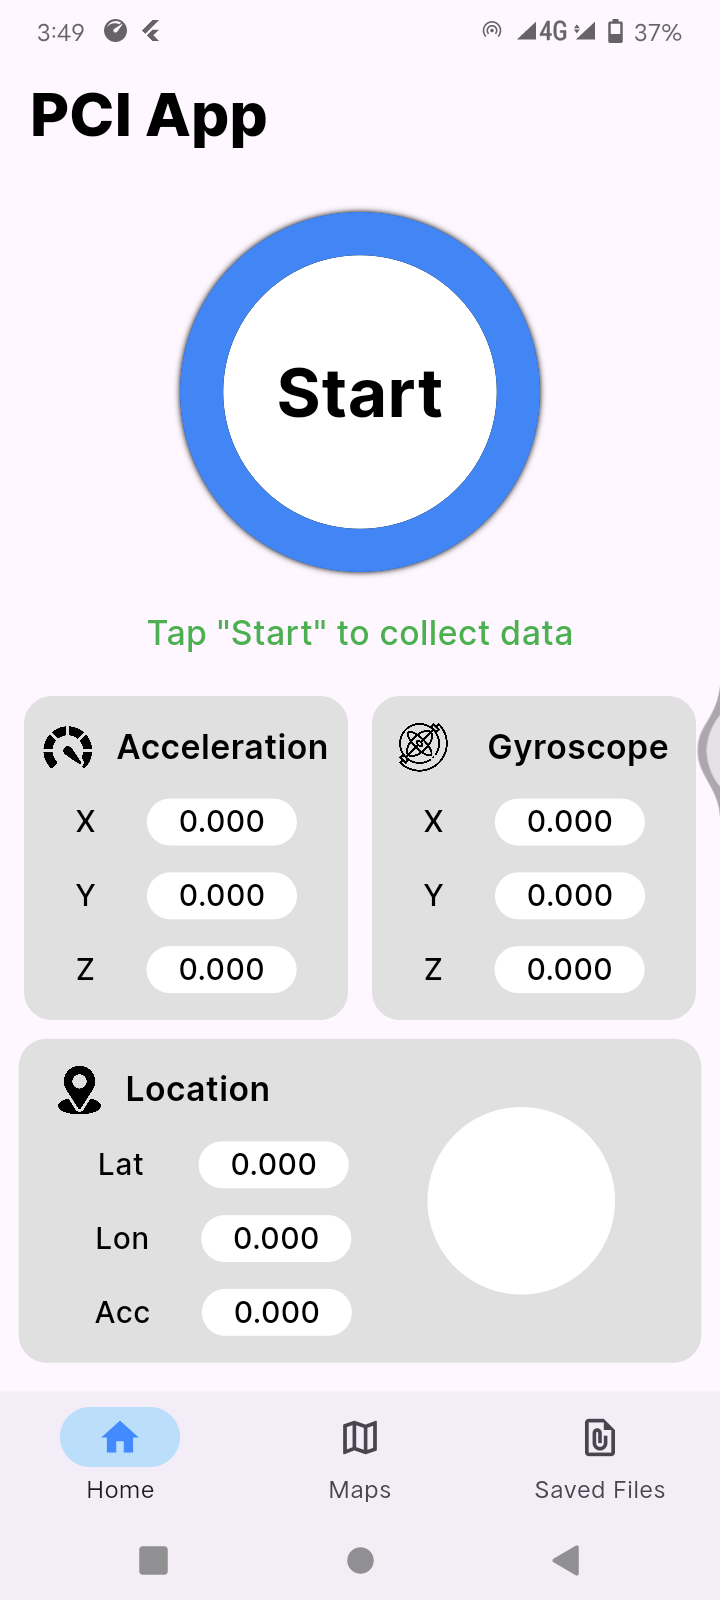 3:49 4G 37%
PCI App
Start
Tap "Start" to collect data
Acceleration
X 0.000
Y 0.000
Z 0.000
Gyroscope
X 0.000
Y 0.000
Z 0.000
Location
Lat 0.000
Lon 0.000
Acc 0.000
Home Maps Saved Files